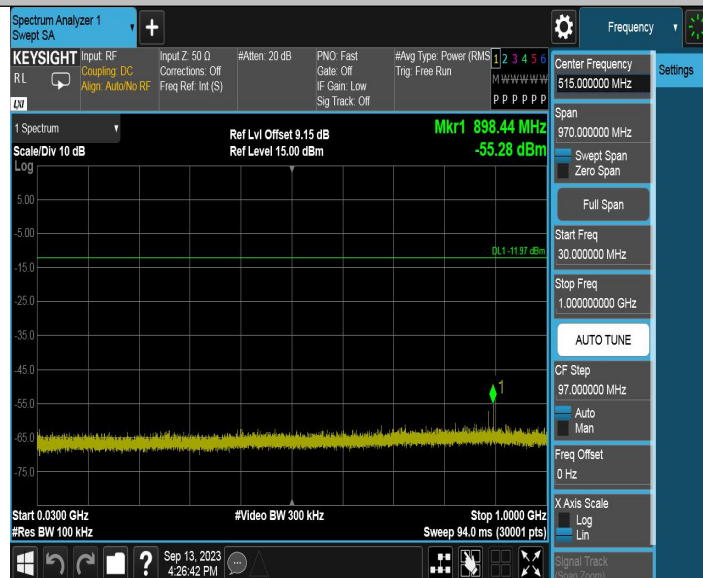 Spectrum Analyzer 1
Swept SA
+
Frequency
KEYSIGHT
RL
LXI
Input: RF
Coupling: DC
Align: Auto/No RF
Input Z: 50 Ω
Corrections: Off
Freq Ref: Int (S)
#Atten: 20 dB
PNO: Fast
Gate: Off
IF Gain: Low
Sig Track: Off
#Avg Type: Power (RMS
Trig: Free Run
1 2 3 4 5 6
M W W W W W
P P P P P P
1 Spectrum
Scale/Div 10 dB
Log
Ref Lvl Offset 9.15 dB
Ref Level 15.00 dBm
Mkr1 898.44 MHz
-55.28 dBm
5.00
-5.00
-15.0
-25.0
-35.0
-45.0
-55.0
-65.0
-75.0
DL1 -11.97 dBm
1
Start 0.0300 GHz
#Res BW 100 kHz
#Video BW 300 kHz
Stop 1.0000 GHz
Sweep 94.0 ms (30001 pts)
Center Frequency
515.000000 MHz
Span
970.000000 MHz
Swept Span
Zero Span
Full Span
Start Freq
30.000000 MHz
Stop Freq
1.000000000 GHz
AUTO TUNE
CF Step
97.000000 MHz
Auto
Man
Freq Offset
0 Hz
X Axis Scale
Log
Lin
Signal Track
(Span Zoom)
Settings
?
Sep 13, 2023
4:26:42 PM